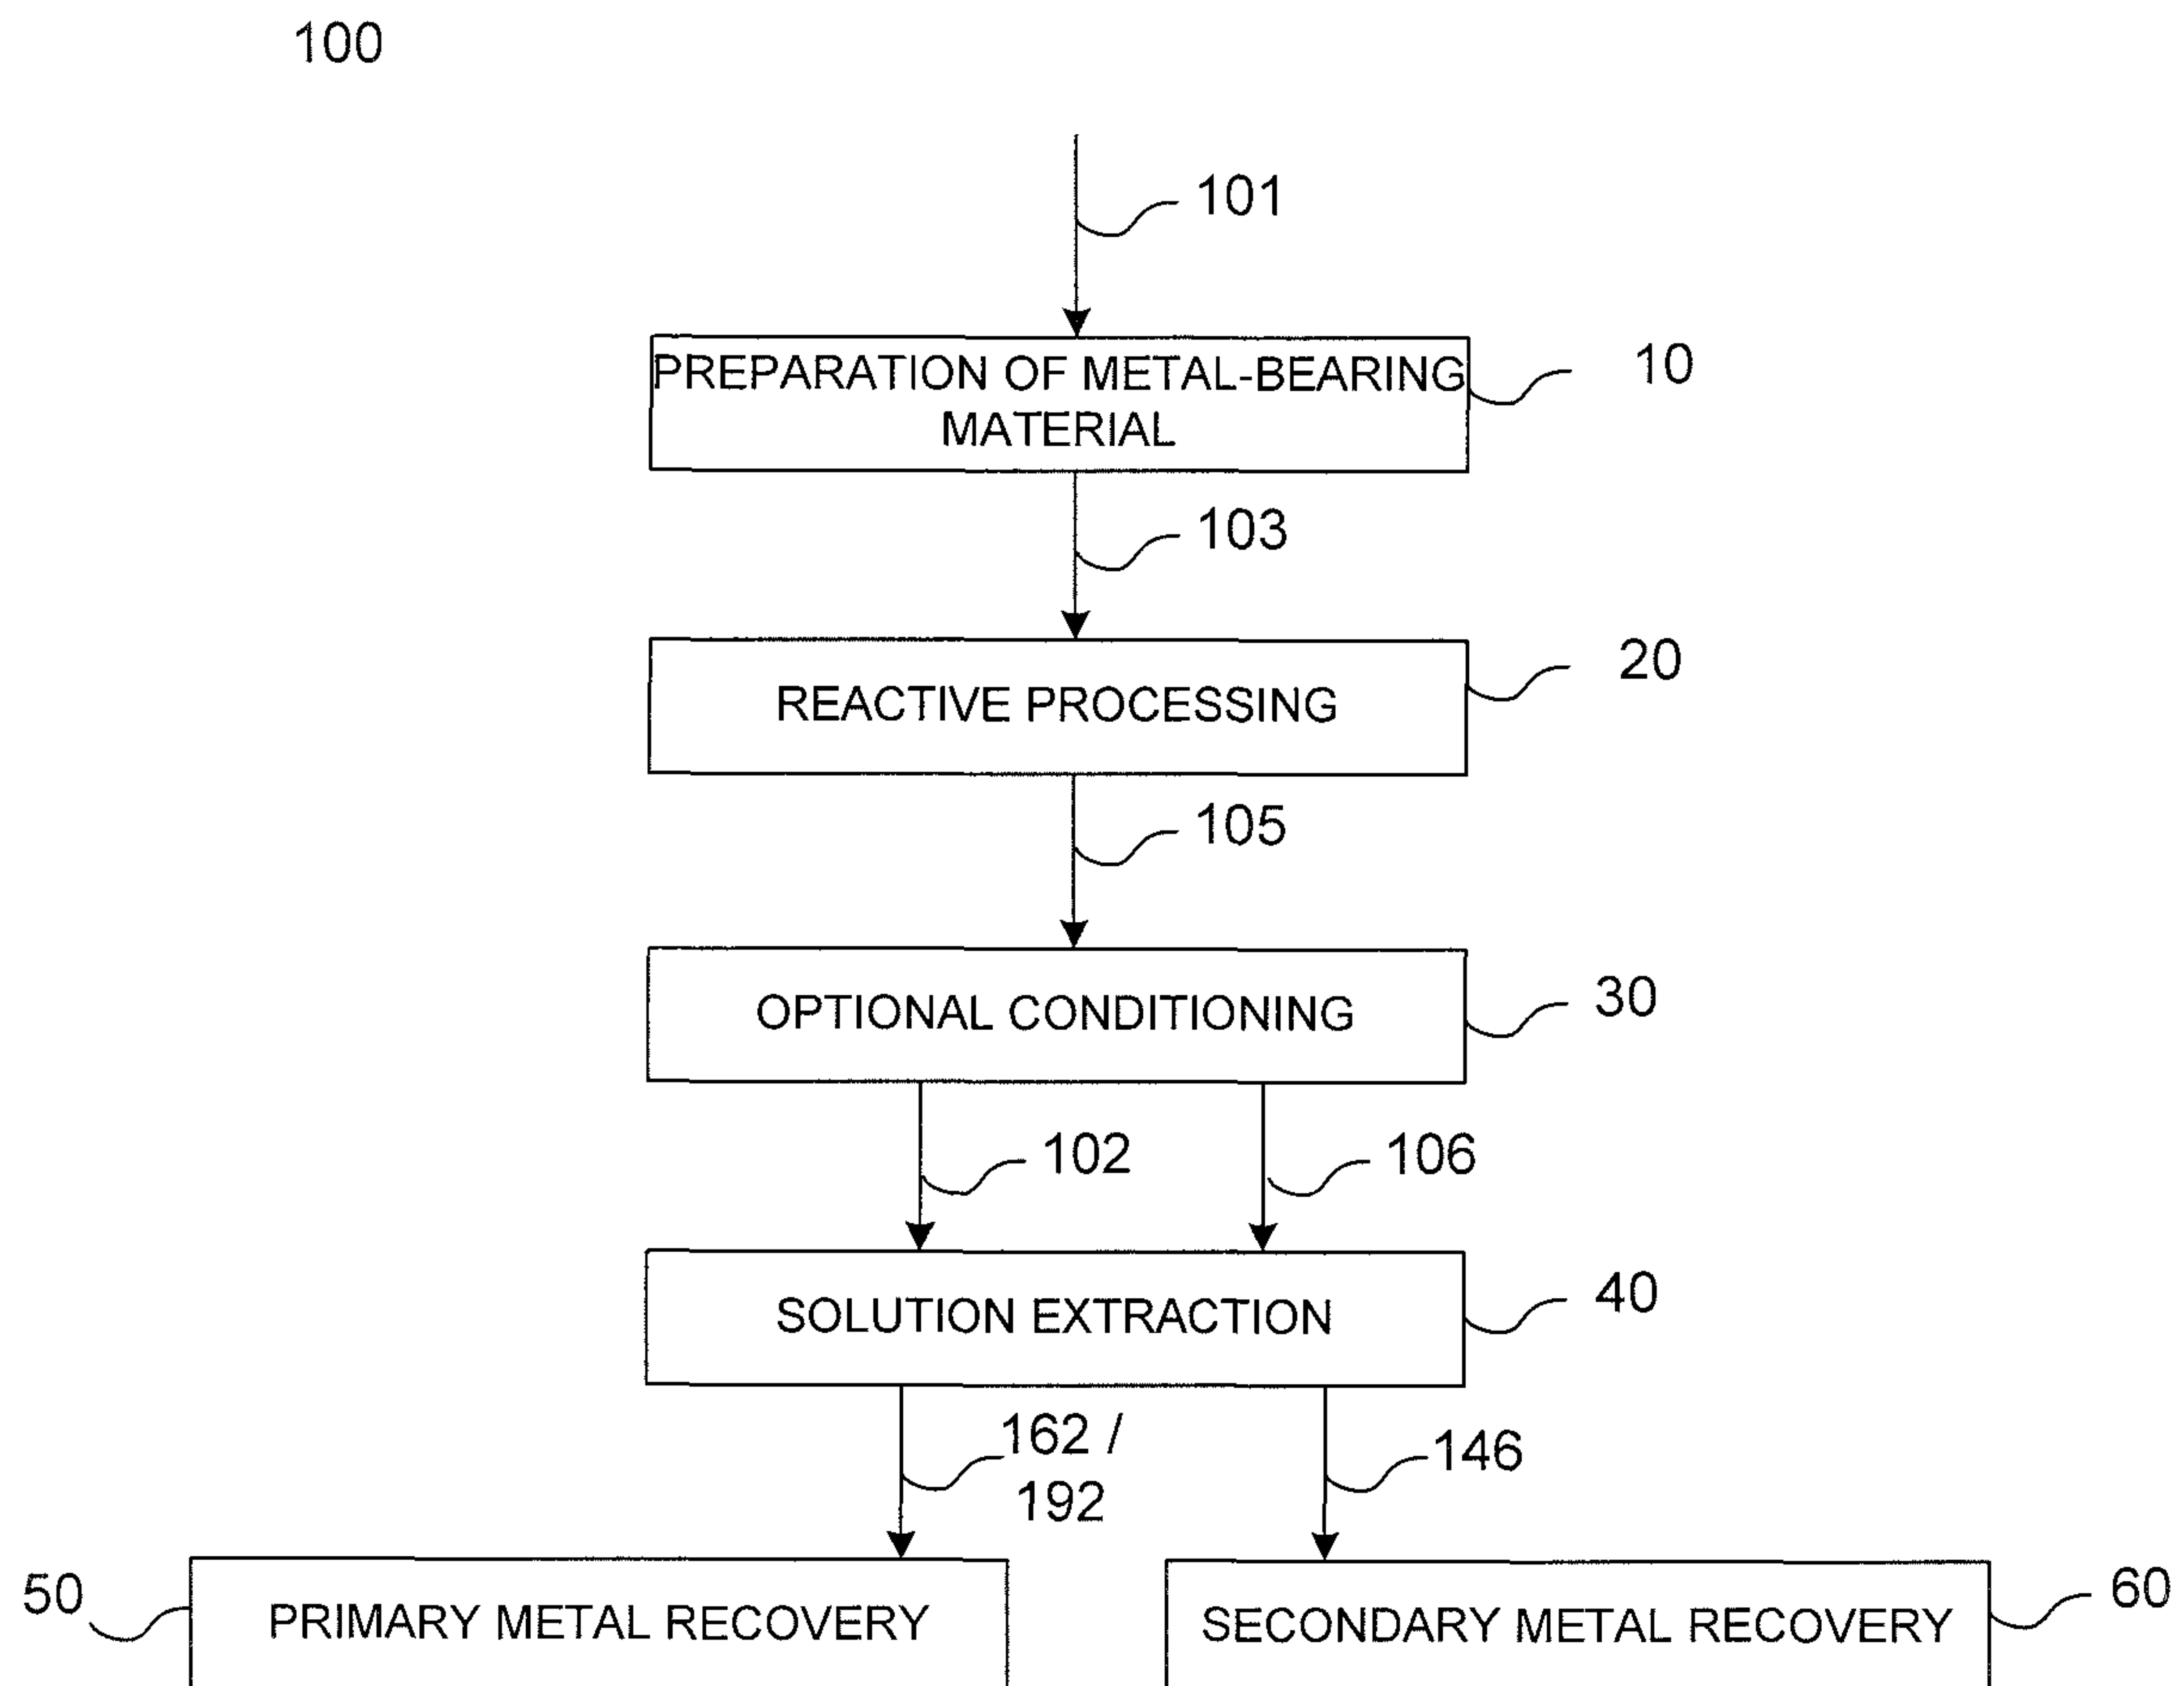 100
101
PREPARATION OF METAL-BEARING
MATERIAL
10
103
REACTIVE PROCESSING
20
105
OPTIONAL CONDITIONING
30
102
106
SOLUTION EXTRACTION
40
162 /
192
146
50
PRIMARY METAL RECOVERY
SECONDARY METAL RECOVERY
60